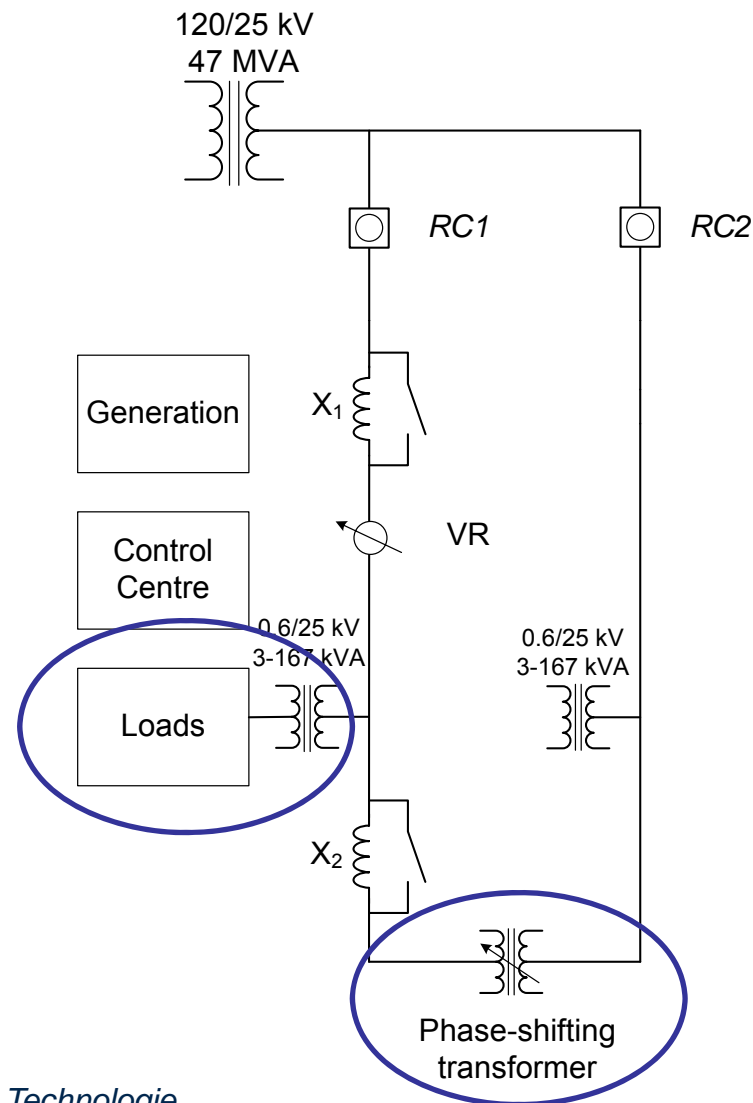 120/25 kV
47 MVA
RC1
RC2
Generation
X₁
VR
Control
Centre
0.6/25 kV
3-167 kVA
0.6/25 kV
3-167 kVA
Loads
X₂
Phase-shifting
transformer
Technologie